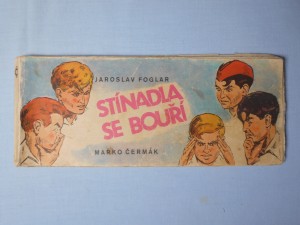 JAROSLAV FOGLAR
STÍNADLA
SE BOUŘÍ
MARKO ČERMÁK